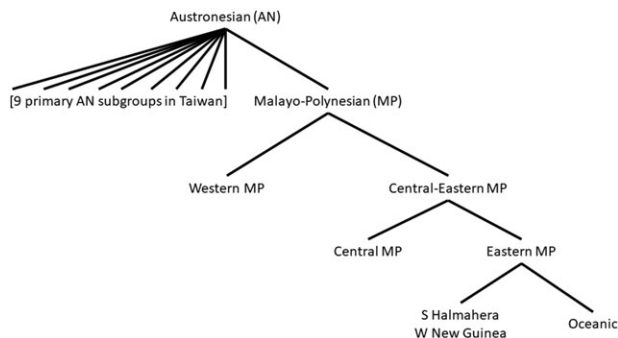 Austronesian (AN)
[9 primary AN subgroups in Taiwan]
Malayo-Polynesian (MP)
Western MP
Central-Eastern MP
Central MP
Eastern MP
S Halmahera
W New Guinea
Oceanic